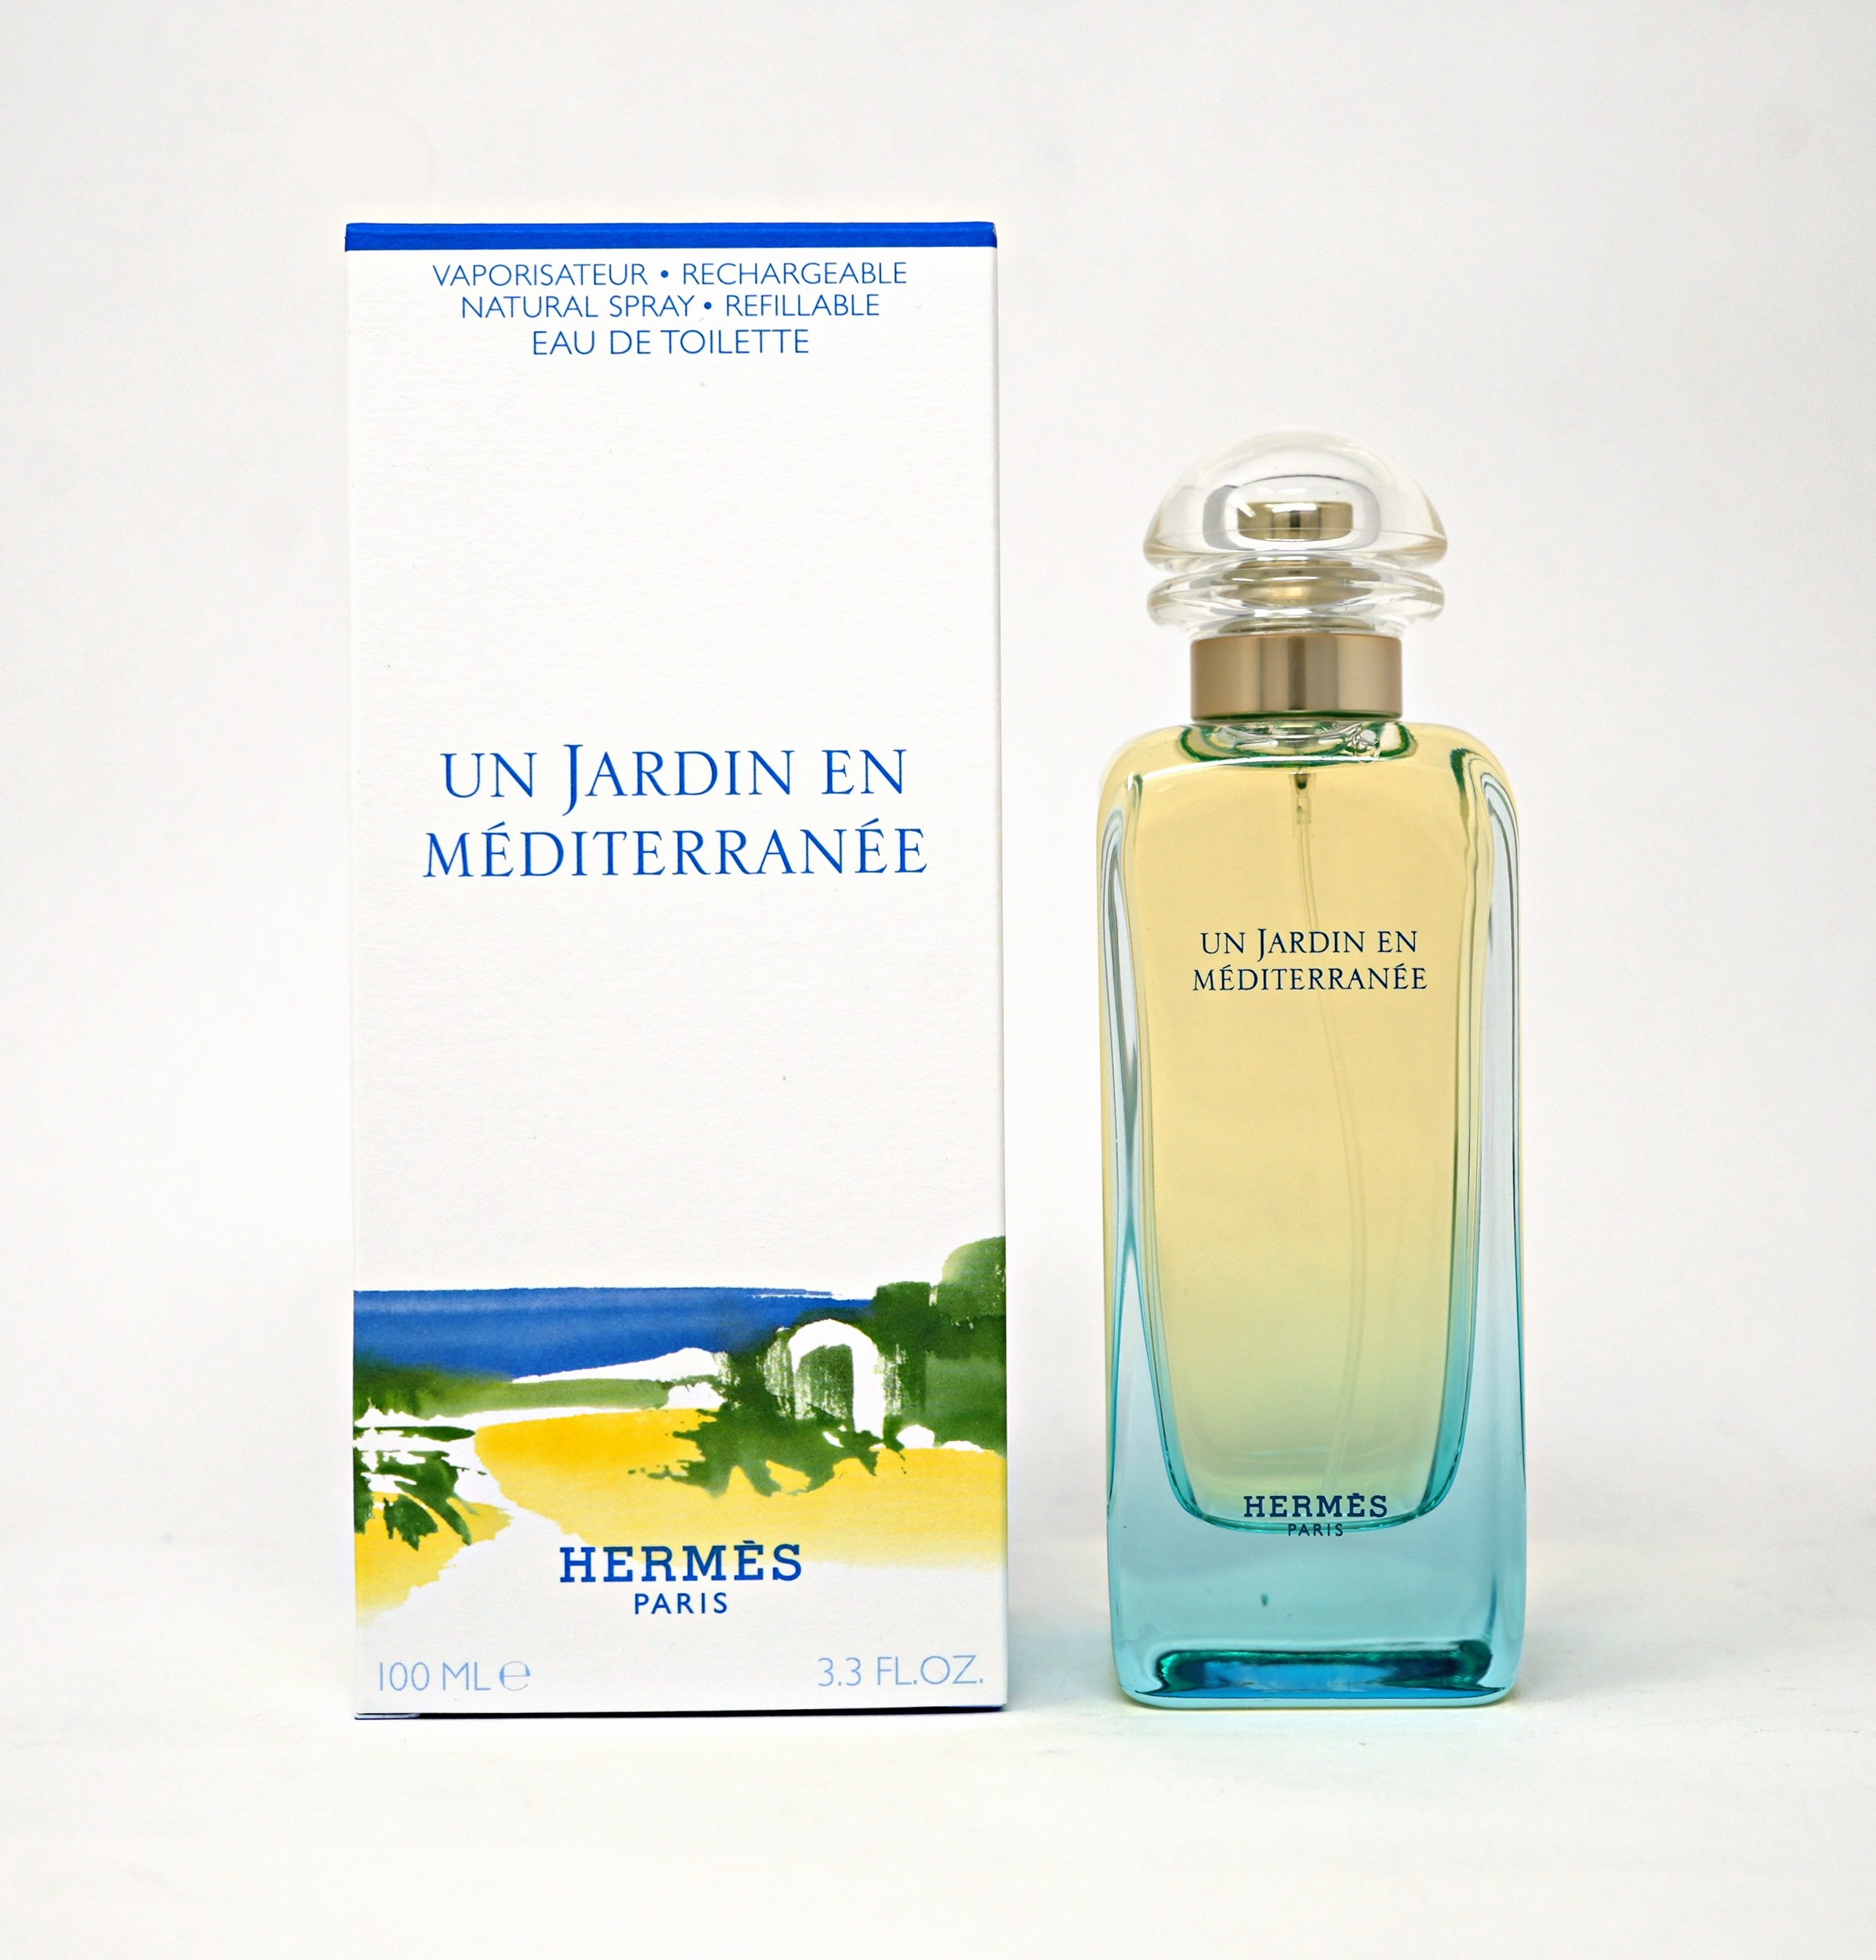 VAPORISATEUR • RECHARGEABLE
NATURAL SPRAY • REFILLABLE
EAU DE TOILETTE
UN JARDIN EN
MÉDITERRANÉE
HERMÈS
PARIS
100 ML ℮
3.3 FL.OZ.
UN JARDIN EN
MÉDITERRANÉE
HERMÈS
PARIS